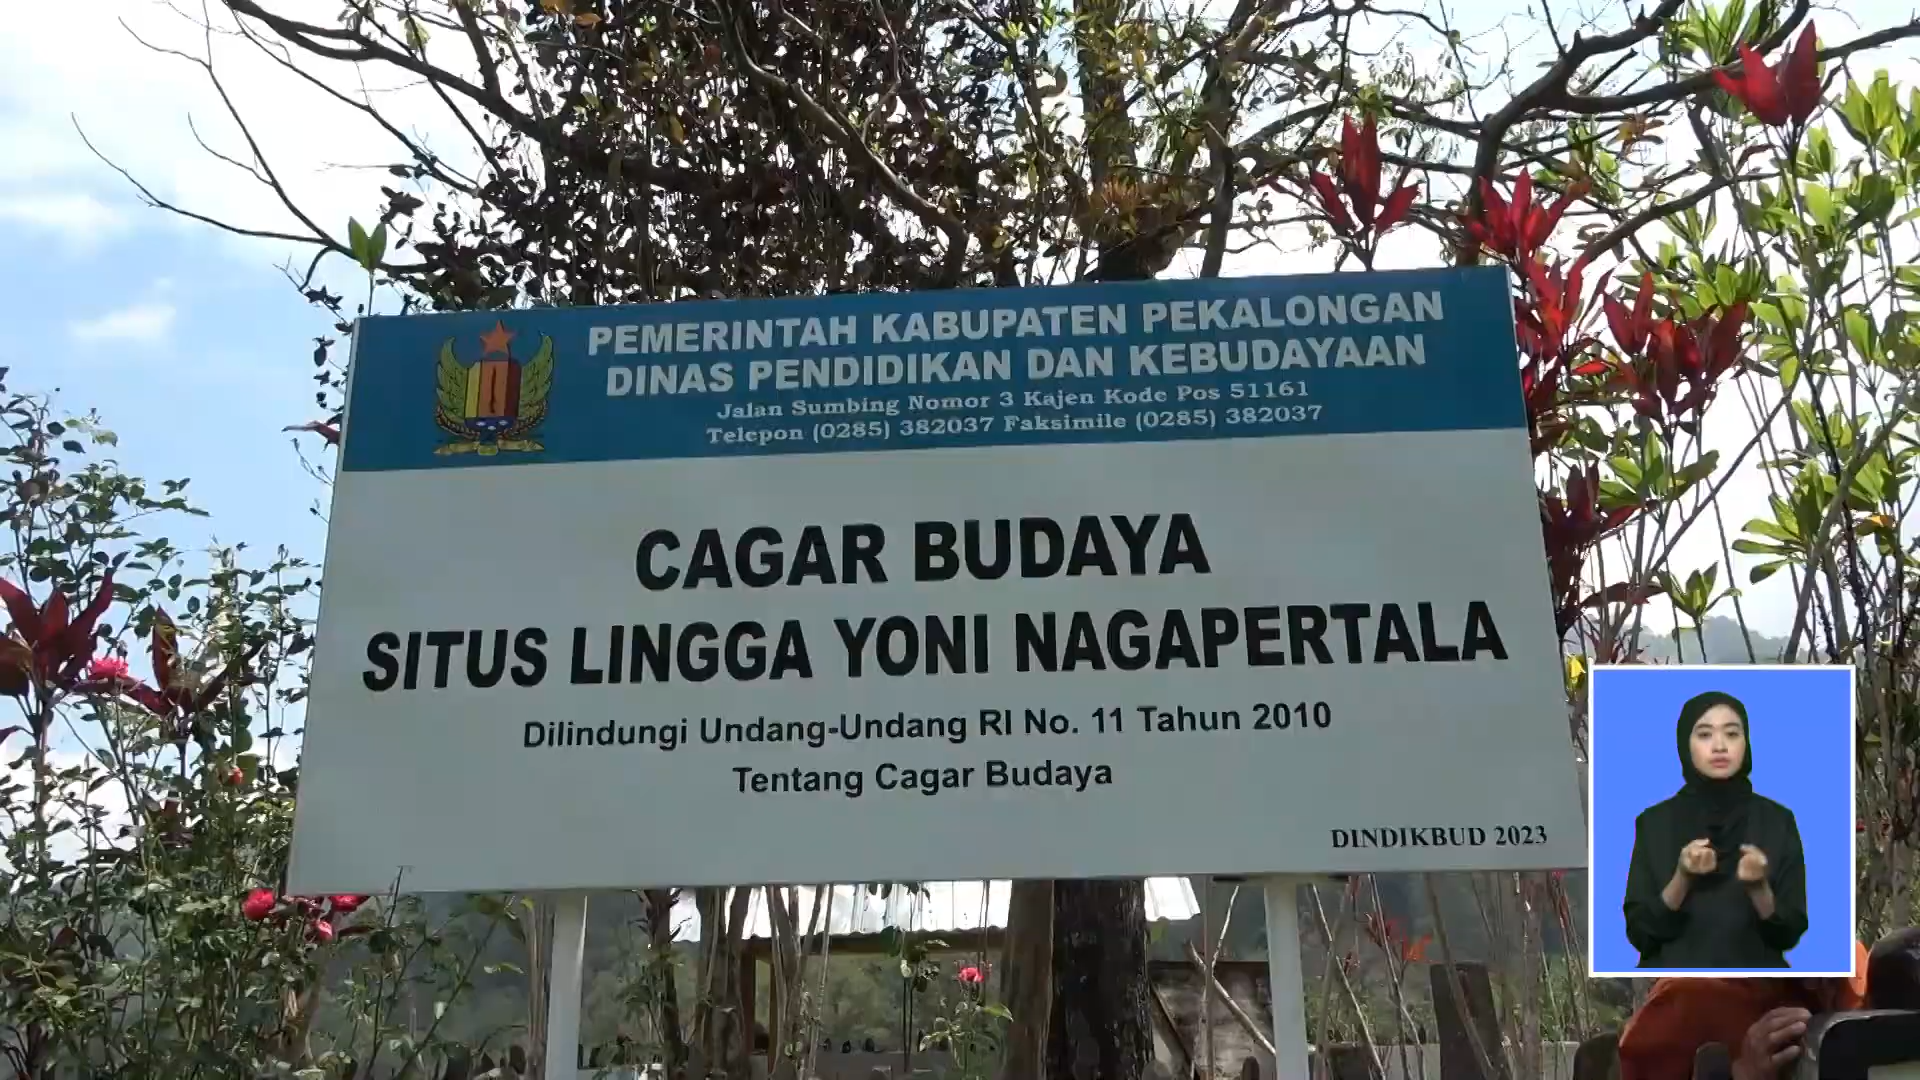 PEMERINTAH KABUPATEN PEKALONGAN
DINAS PENDIDIKAN DAN KEBUDAYAAN
Jalan Sumbing Nomor 3 Kajen Kode Pos 51161
Telepon (0285) 382037 Faksimile (0285) 382037
CAGAR BUDAYA
SITUS LINGGA YONI NAGAPERTALA
Dilindungi Undang-Undang RI No. 11 Tahun 2010
Tentang Cagar Budaya
DINDIKBUD 2023